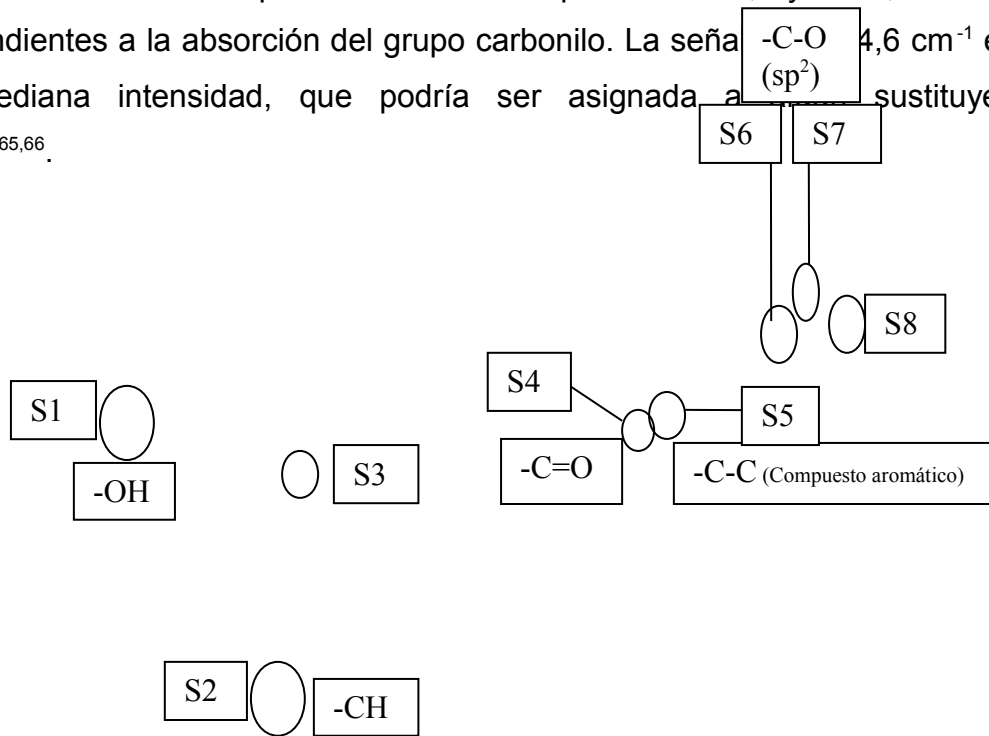 ndientes a la absorción del grupo carbonilo. La seña 4,6 cm⁻¹ e
ediana intensidad, que podría ser asignada a sustituye
65,66.
-C-O
(sp²)
S6
S7
S8
S4
S1
S5
-OH
S3
-C=O
-C-C (Compuesto aromático)
S2
-CH